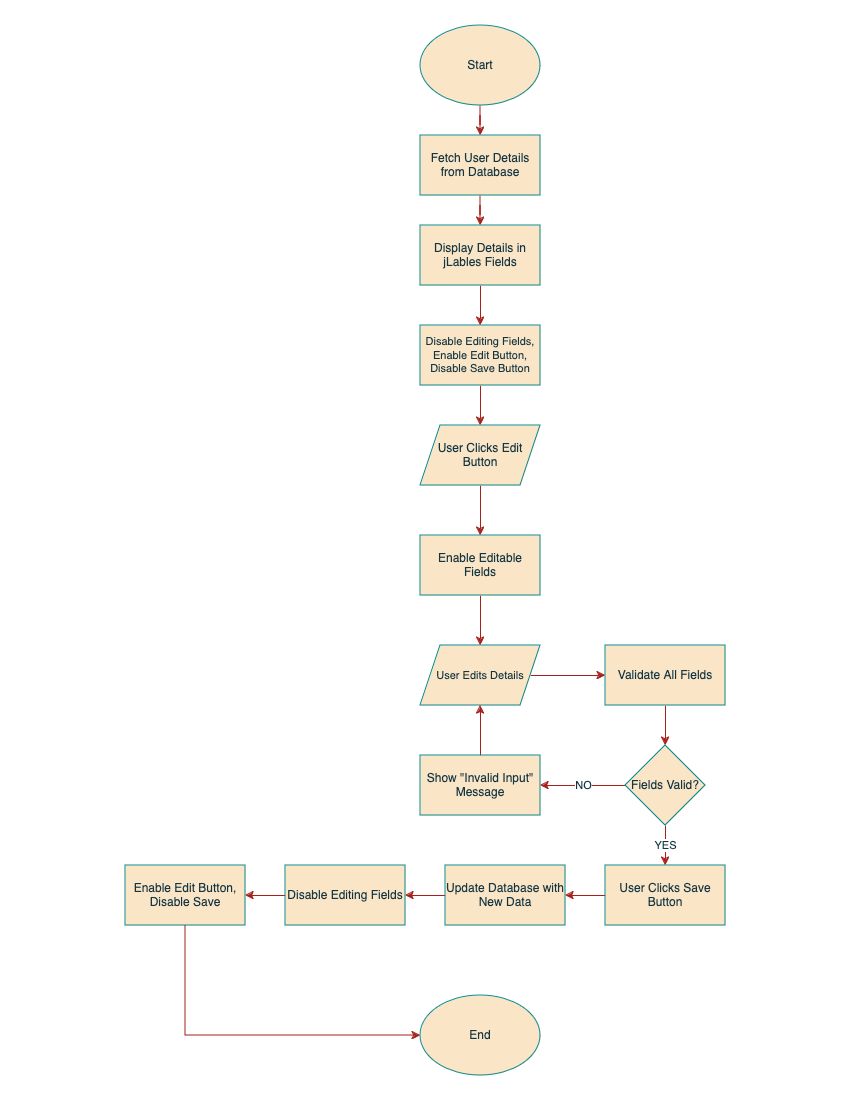 Start
Fetch User Details
from Database
Display Details in
jLables Fields
Disable Editing Fields,
Enable Edit Button,
Disable Save Button
User Clicks Edit
Button
Enable Editable
Fields
User Edits Details
Validate All Fields
Show "Invalid Input"
Message
NO
Fields Valid?
YES
Enable Edit Button,
Disable Save
Disable Editing Fields
Update Database with
New Data
User Clicks Save
Button
End